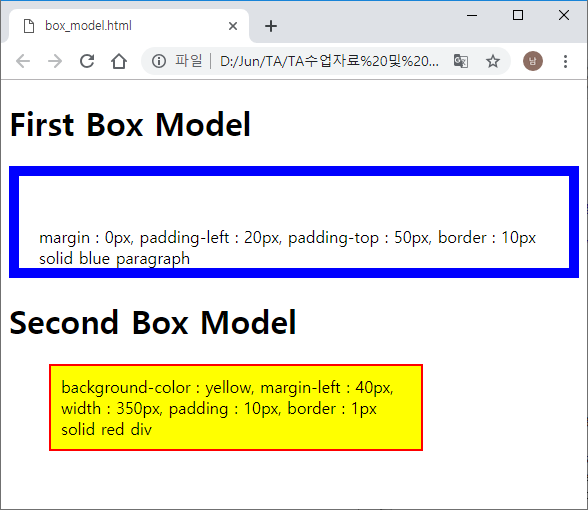 box_model.html
파일 D:/Jun/TA/TA수업자료%20및%20...
남
First Box Model
margin : 0px, padding-left : 20px, padding-top : 50px, border : 10px
solid blue paragraph
Second Box Model
background-color : yellow, margin-left : 40px,
width : 350px, padding : 10px, border : 1px
solid red div